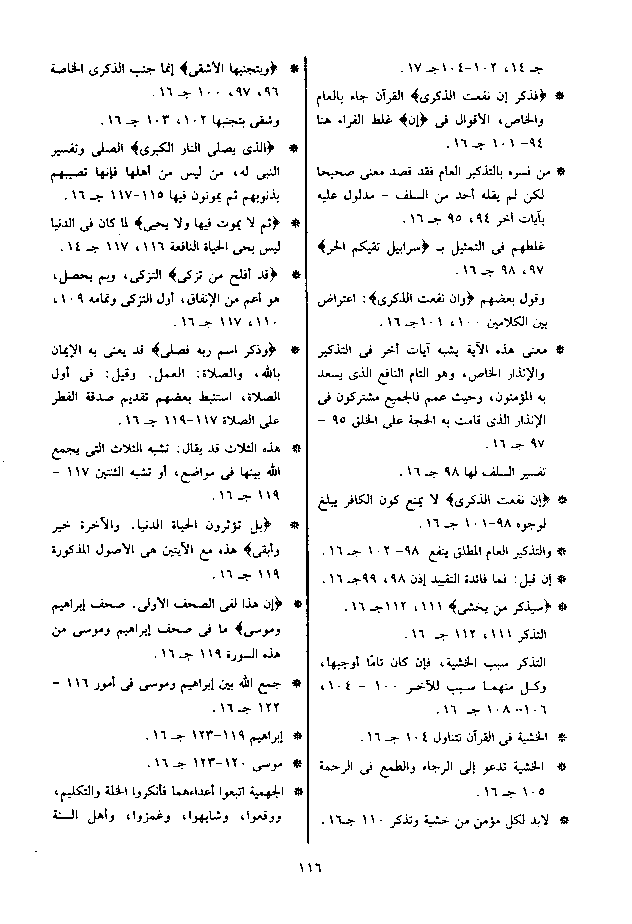 جـ ١٤، ١٠٢-١٠٤جـ ١٧.
* ﴿فذكر إن نفعت الذكرى﴾ القرآن جاء بالعام
والخاص، الأقوال فى ﴿إن﴾ غلط الفراء هنا
٩٤- ١٠١ جـ ١٦.
* من فسره بالتذكير العام فقد قصد معنى صحيحا
لكن لم يقله أحد من السلف - مدلول عليه
بآيات أخر ٩٤، ٩٥ جـ ١٦.
غلطهم فى التمثيل بـ ﴿سرابيل تقيكم الحر﴾
٩٧، ٩٨ جـ ١٦.
وقول بعضهم ﴿وان نفعت الذكرى﴾: اعتراض
بين الكلامين ١٠٠، ١٠١جـ ١٦.
* معنى هذه الآية يشبه آيات أخر فى التذكير
والإنذار الخاص، وهو التام النافع الذى يسعد
به المؤمنون، وحيث عمم فالجميع مشتركون فى
الإنذار الذى قامت به الحجة على الخلق ٩٥ -
٩٧ جـ ١٦.
تفسير السلف لها ٩٨ جـ ١٦.
* ﴿إن نفعت الذكرى﴾ لا يمنع كون الكافر يبلغ
لوجوه ٩٨-١٠١ جـ ١٦.
* والتذكير العام المطلق ينفع ٩٨- ١٠٢ جـ ١٦.
* إن قيل: فما فائدة التقييد إذن ٩٨، ٩٩جـ ١٦.
* ﴿سيذكر من يخشى﴾ ١١١، ١١٢جـ ١٦.
التذكر ١١١، ١١٢ جـ ١٦.
التذكر سبب الخشية، فإن كان تامًا أوجبها،
وكل منهما سبب للآخر ١٠٠ - ١٠٤،
١٠٦-١٠٨ جـ ١٦.
* الخشية فى القرآن تتناول ١٠٤ جـ ١٦.
* الخشية تدعو إلى الرجاء والطمع فى الرحمة
١٠٥ جـ ١٦.
* لابد لكل مؤمن من خشية وتذكر ١١٠ جـ١٦.
* ﴿ويتجنبها الأشقى﴾ إنما جنب الذكرى الخاصة
٩٦، ٩٧، ١٠٠ جـ ١٦.
وشقى يتجنبها ١٠٢، ١٠٣ جـ ١٦.
* ﴿الذى يصلى النار الكبرى﴾ الصلى وتفسير
النبى له، من ليس من أهلها فإنها تصيبهم
بذنوبهم ثم يموتون فيها ١١٥-١١٧ جـ ١٦.
* ﴿ثم لا يموت فيها ولا يحيى﴾ لما كان فى الدنيا
ليس بحى الحياة النافعة ١١٦، ١١٧ جـ ١٤.
* ﴿قد أفلح من تزكى﴾ التزكى، وبم يحصل،
هو أعم من الإنفاق، أول التزكى وتمامه ١٠٩،
١١٠، ١١٧ جـ ١٦.
* ﴿وذكر اسم ربه فصلى﴾ قد يعنى به الإيمان
بالله، والصلاة: العمل. وقيل: فى أول
الصلاة، استنبط بعضهم تقديم صدقة الفطر
على الصلاة ١١٧-١١٩ جـ ١٦.
* هذه الثلاث قد يقال: تشبه الثلاث التى يجمع
الله بينها فى مواضع، أو تشبه الثنتين ١١٧ -
١١٩ جـ ١٦.
* ﴿بل تؤثرون الحياة الدنيا. والآخرة خير
وأبقى﴾ هذه مع الآيتين هى الأصول المذكورة
١١٩ جـ ١٦.
* ﴿إن هذا لفى الصحف الأولى. صحف إبراهيم
وموسى﴾ ما فى صحف إبراهيم وموسى من
هذه السورة ١١٩ جـ ١٦.
* جمع الله بين إبراهيم وموسى فى أمور ١١٦ -
١٢٢ جـ ١٦.
* إبراهيم ١١٩-١٢٣ جـ ١٦.
* موسى ١٢٠-١٢٣ جـ ١٦.
* الجهمية اتبعوا أعداءهما فأنكروا الخلة والتكليم،
ووقعوا، وشابهوا، وغمزوا، وأهل السنة
١١٦